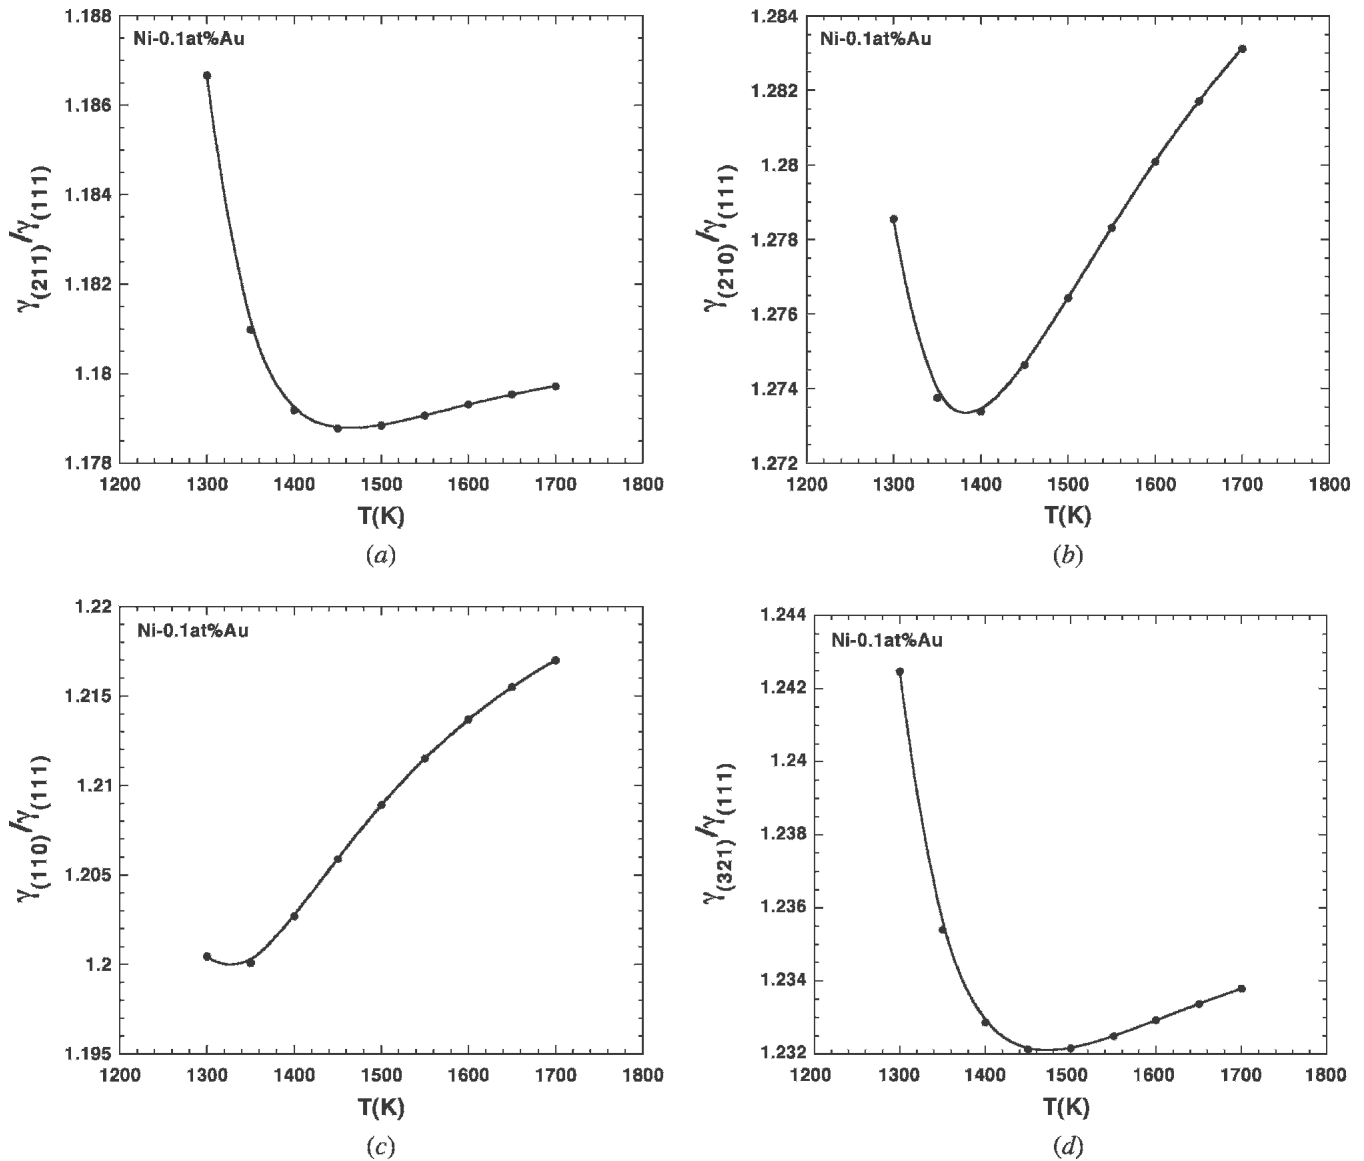 1.188
1.186
1.184
1.182
1.18
1.178
Ni-0.1at%Au
γ(211)/γ(111)
1200 1300 1400 1500 1600 1700 1800
T(K)
(a)
1.284
1.282
1.28
1.278
1.276
1.274
1.272
Ni-0.1at%Au
γ(210)/γ(111)
1200 1300 1400 1500 1600 1700 1800
T(K)
(b)
1.22
1.215
1.21
1.205
1.2
1.195
Ni-0.1at%Au
γ(110)/γ(111)
1200 1300 1400 1500 1600 1700 1800
T(K)
(c)
1.244
1.242
1.24
1.238
1.236
1.234
1.232
Ni-0.1at%Au
γ(321)/γ(111)
1200 1300 1400 1500 1600 1700 1800
T(K)
(d)